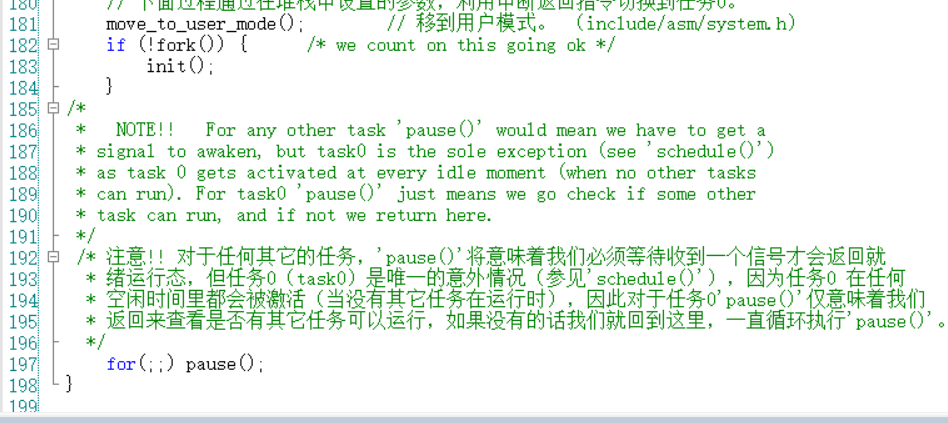 180 // 下面过程通过在堆栈中设置的参数，利用中断返回指令切换到任务0。
181 move_to_user_mode(); // 移到用户模式。 (include/asm/system.h)
182 if (!fork()) { /* we count on this going ok */
183 init();
184 }
185 /*
186 * NOTE!! For any other task 'pause()' would mean we have to get a
187 * signal to awaken, but task0 is the sole exception (see 'schedule()')
188 * as task 0 gets activated at every idle moment (when no other tasks
189 * can run). For task0 'pause()' just means we go check if some other
190 * task can run, and if not we return here.
191 */
192 /* 注意!! 对于任何其它的任务，'pause()'将意味着我们必须等待收到一个信号才会返回就
193 * 绪运行态，但任务0（task0）是唯一的意外情况（参见'schedule()'），因为任务0 在任何
194 * 空闲时间里都会被激活（当没有其它任务在运行时），因此对于任务0'pause()'仅意味着我们
195 * 返回来查看是否有其它任务可以运行，如果没有的话我们就回到这里，一直循环执行'pause()'。
196 */
197 for(;;) pause();
198 }
199